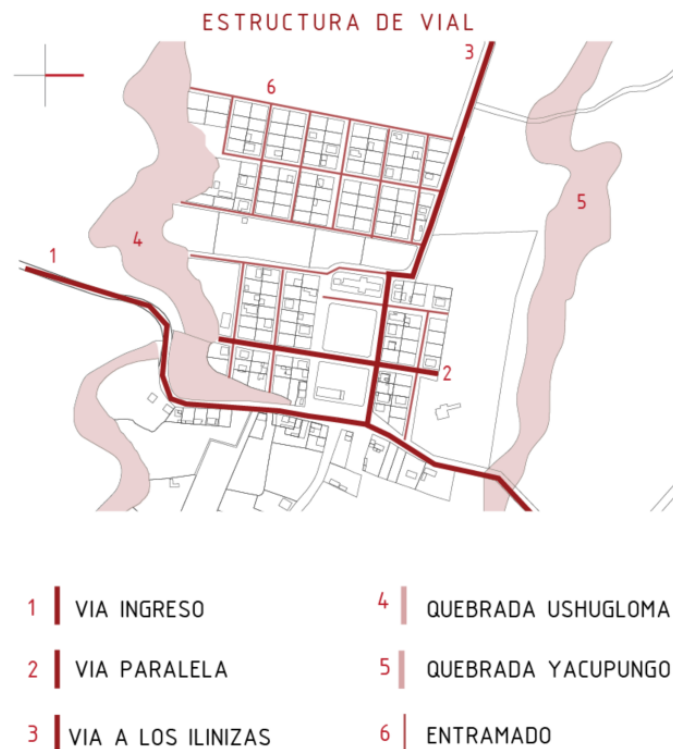 ESTRUCTURA DE VIAL
3
6
5
4
1
2
1 VIA INGRESO
4 QUEBRADA USHUGLOMA
2 VIA PARALELA
5 QUEBRADA YACUPUNGO
3 VIA A LOS ILINIZAS
6 ENTRAMADO